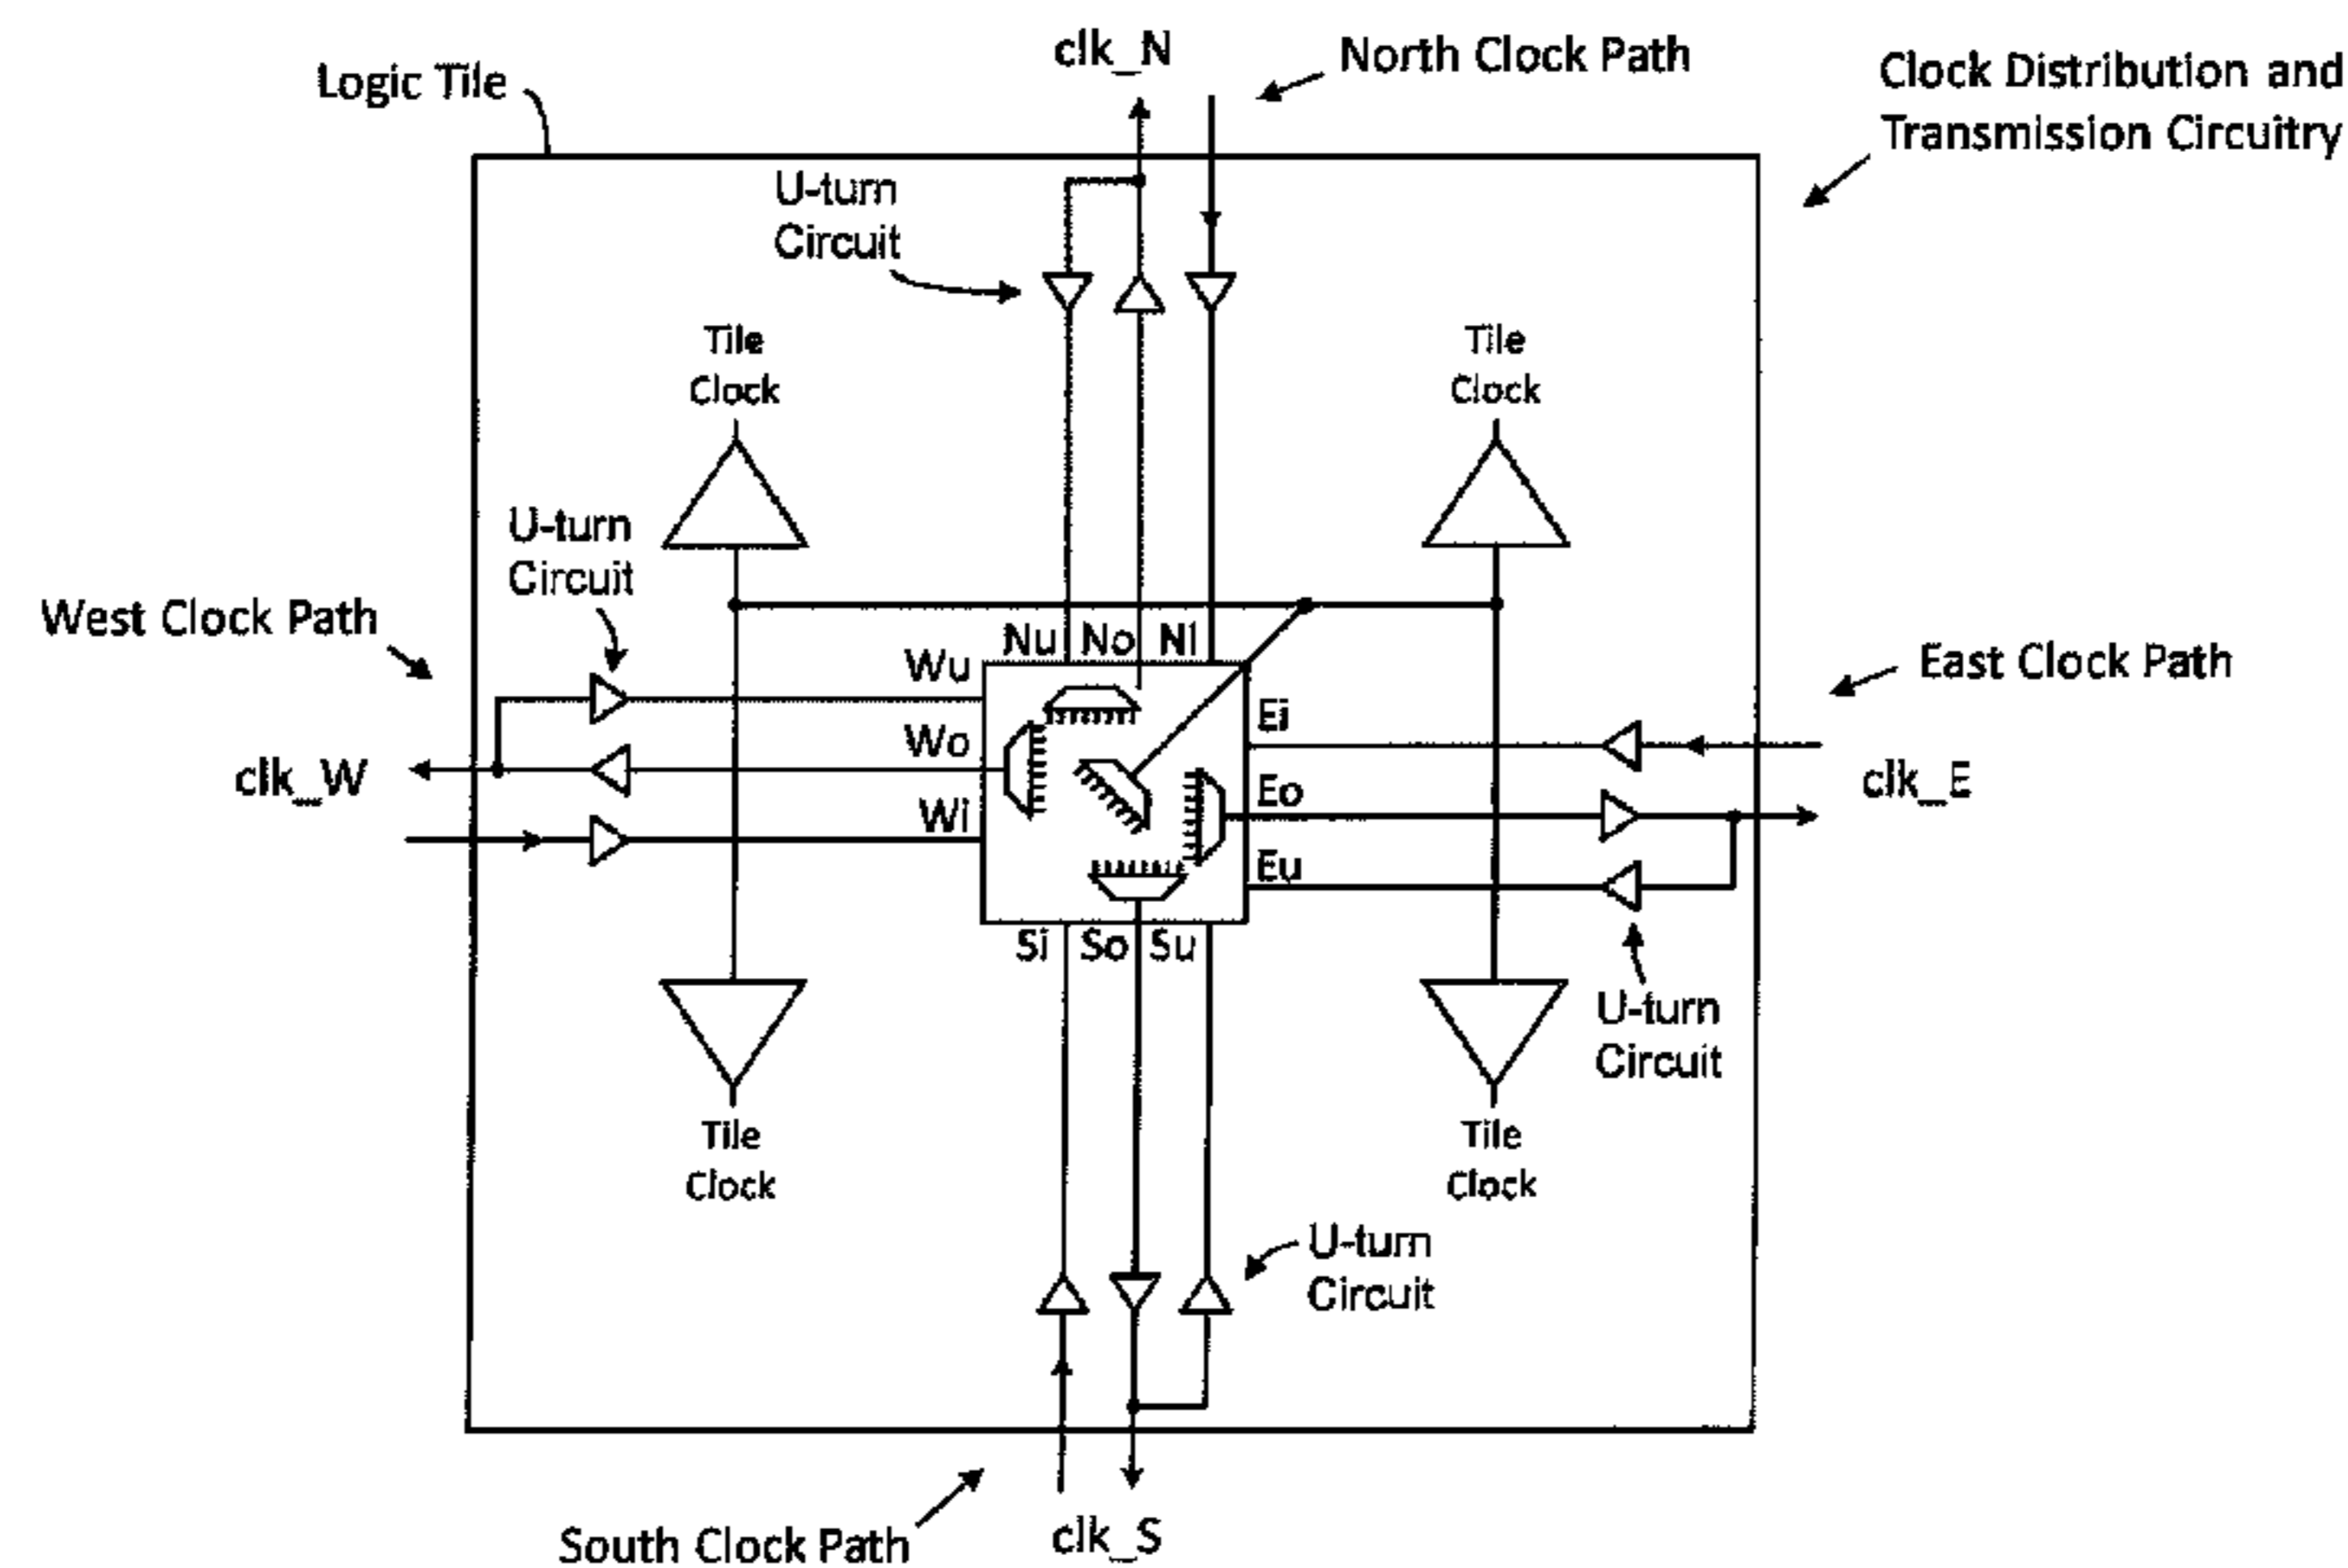 clk_N
North Clock Path
Logic Tile
Clock Distribution and
Transmission Circuitry
U-turn
Circuit
Tile
Clock
Tile
Clock
U-turn
Circuit
West Clock Path
Nu No Ni
Wu
East Clock Path
Ei
Wo
clk_W
Eo
clk_E
Wi
Eu
Si So Su
U-turn
Circuit
Tile
Clock
Tile
Clock
U-turn
Circuit
South Clock Path
clk_S